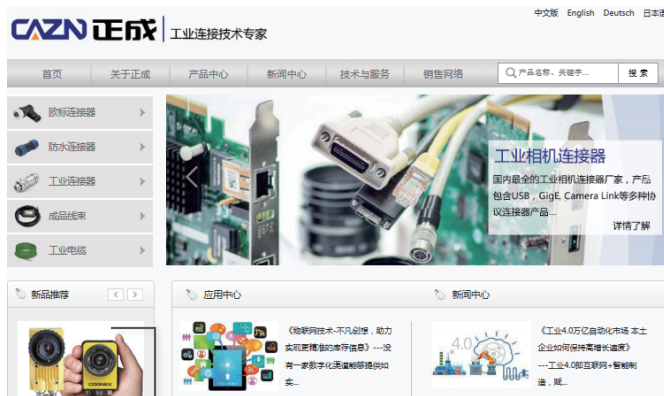 中文版 English Deutsch 日本语
CAZN 正成 工业连接技术专家
首页 关于正成 产品中心 新闻中心 技术与服务 销售网络 产品名称、关键字... 搜 索
欧标连接器
防水连接器
工业连接器
成品线束
工业电缆
工业相机连接器
国内最全的工业相机连接器厂家，产品
包含USB，GigE, Camera Link等多种协
议连接器产品...
详情了解
新品推荐
COGNEX
应用中心
《物联网技术-不凡创想，助力
实现更精准的库存信息》---没
有一家数字化渠道能够提供如
实...
新闻中心
4.0
《工业4.0万亿自动化市场 本土
企业如何保持高增长速度》
---工业4.0即互联网+智能制
造，既...